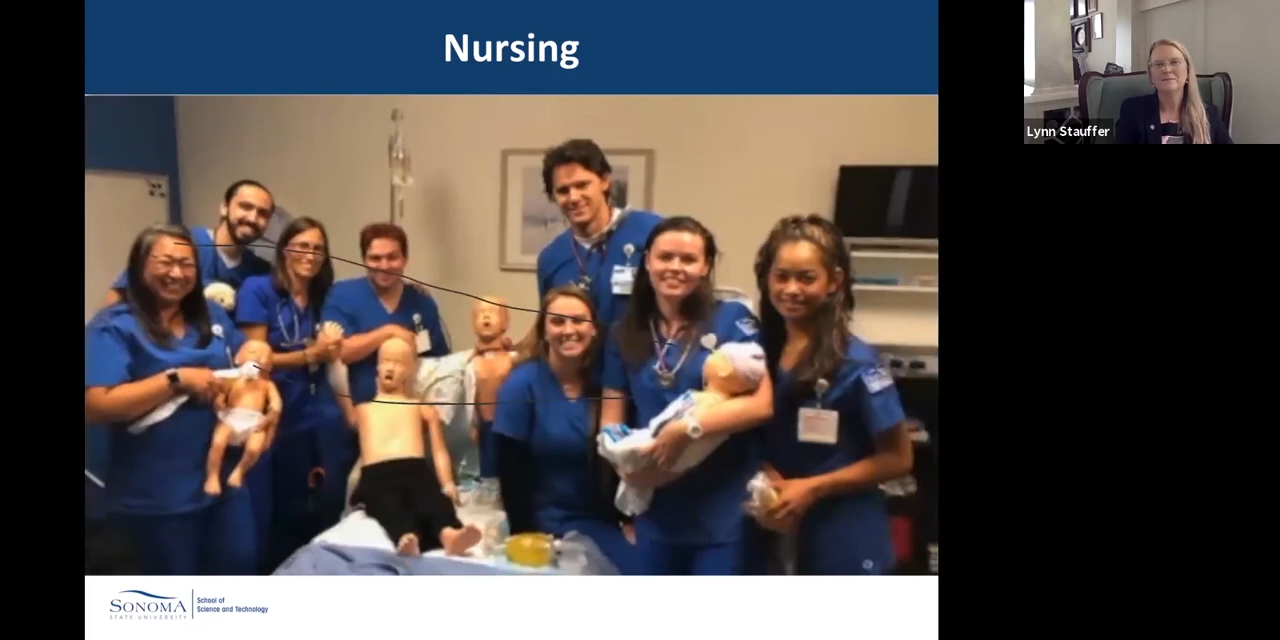 Nursing
Lynn Stauffer
SONOMA
STATE UNIVERSITY
School of
Science and Technology